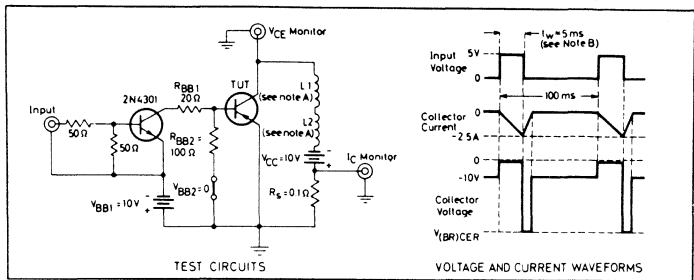 VCE Monitor
RBB1
20Ω
TUT
L1
(see note A)
2N4301
Input
50Ω
50Ω
RBB2 =
100Ω
L2
(see note A)
VCC=10V
IC Monitor
VBB1=10V
VBB2=0
Rs=0.1Ω
TEST CIRCUITS
tw=5ms
(see Note B)
Input
Voltage
5V
0
100 ms
Collector
Current
0
-2.5A
0
-10V
Collector
Voltage
V(BR)CER
VOLTAGE AND CURRENT WAVEFORMS